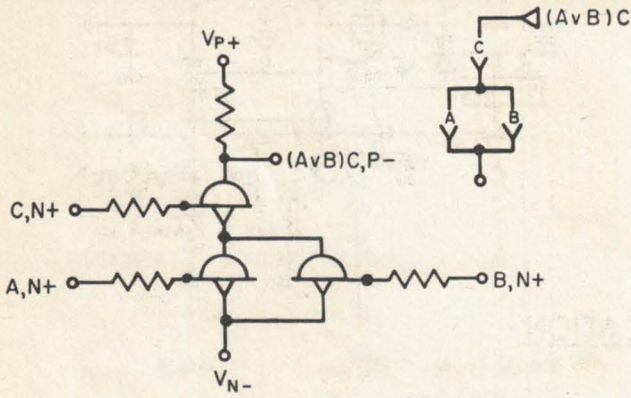 VP+
(AvB)C
C
A B
(AvB)C,P-
C,N+
A,N+
B,N+
VN-